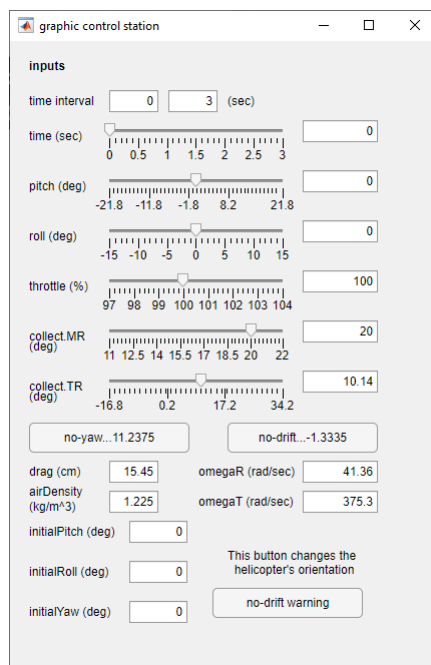 graphic control station
inputs
time interval 0 3 (sec)
time (sec) 0
0 0.5 1 1.5 2 2.5 3
pitch (deg) 0
-21.8 -11.8 -1.8 8.2 21.8
roll (deg) 0
-15 -10 -5 0 5 10 15
throttle (%) 100
97 98 99 100 101 102 103 104
collect.MR
(deg) 20
11 12.5 14 15.5 17 18.5 20 22
collect.TR
(deg) 10.14
-16.8 0.2 17.2 34.2
no-yaw...11.2375 no-drift...-1.3335
drag (cm) 15.45 omegaR (rad/sec) 41.36
airDensity
(kg/m^3) 1.225 omegaT (rad/sec) 375.3
initialPitch (deg) 0
This button changes the
helicopter's orientation
initialRoll (deg) 0
no-drift warning
initialYaw (deg) 0